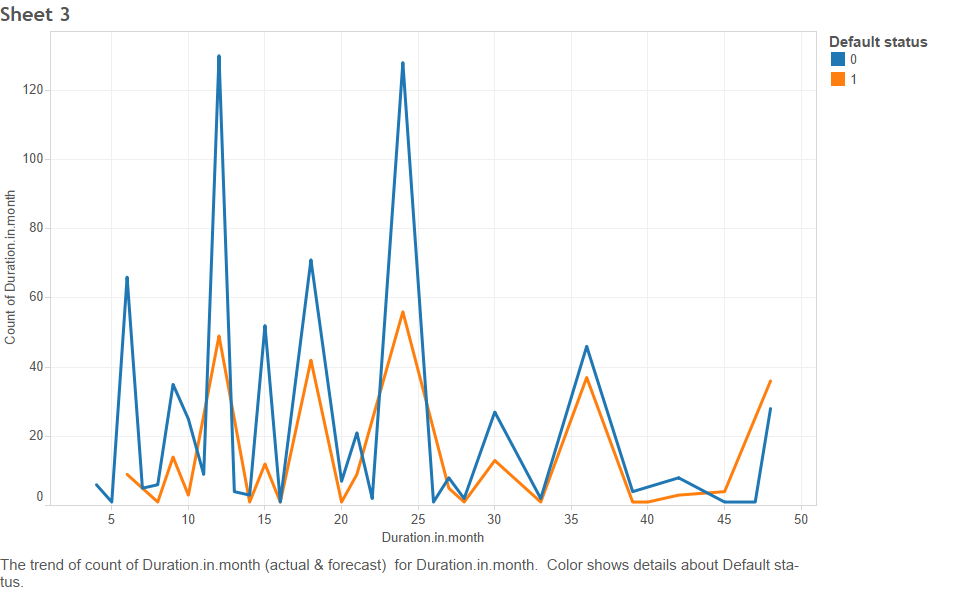 Sheet 3
Default status
0
1
120
100
80
60
40
20
0
Count of Duration.in.month
5 10 15 20 25 30 35 40 45 50
Duration.in.month
The trend of count of Duration.in.month (actual & forecast)  for Duration.in.month.  Color shows details about Default sta-
tus.